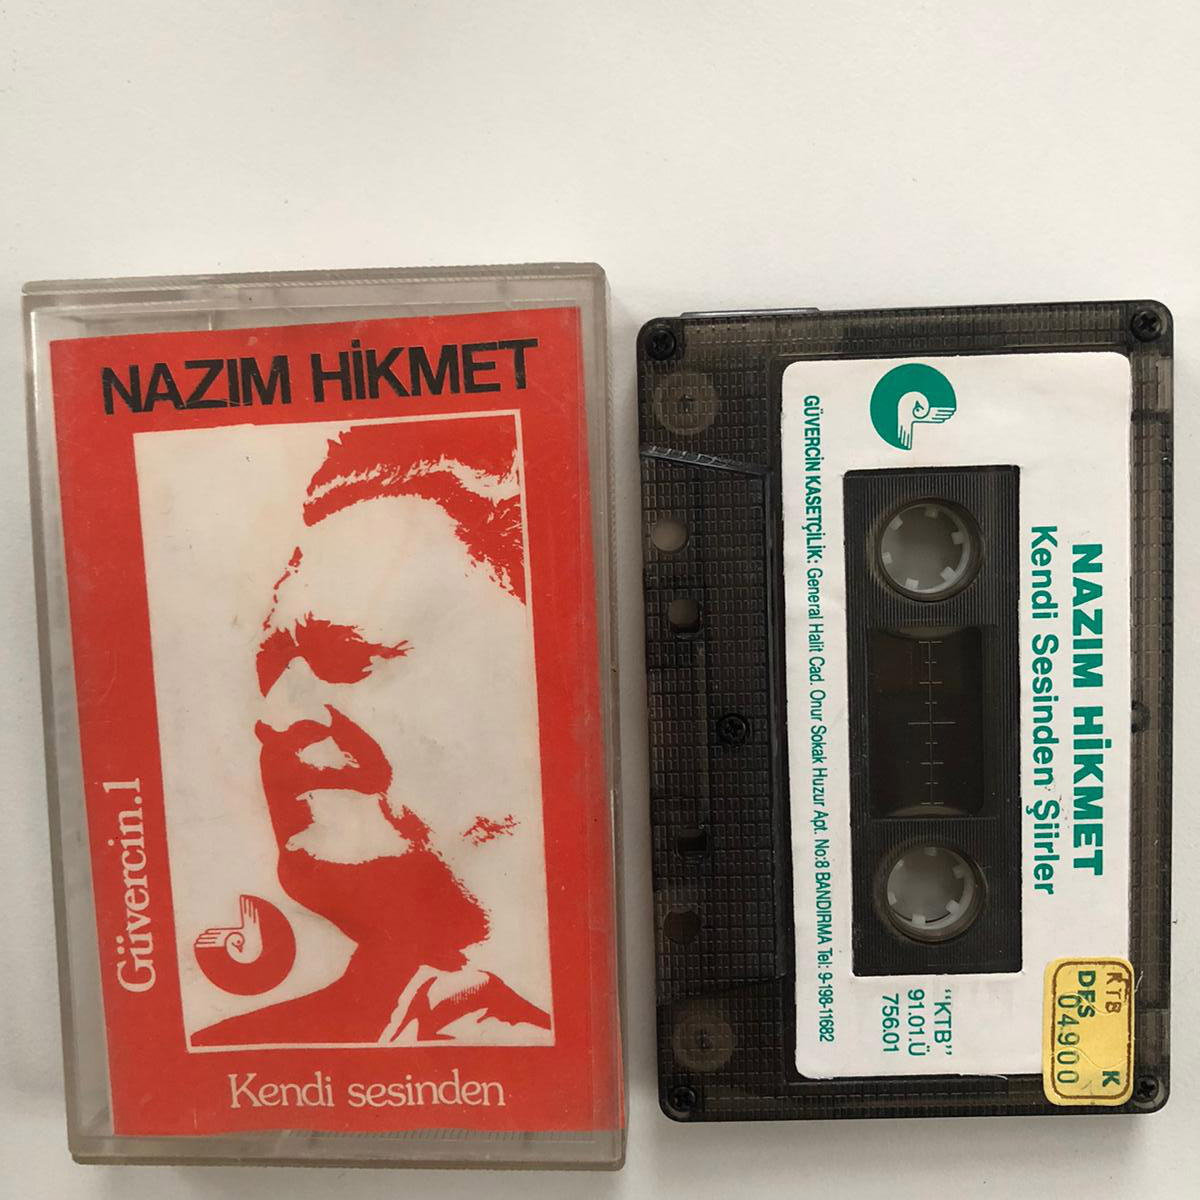 NAZIM HİKMET
Güvercin.1
Kendi sesinden
NAZIM HİKMET
Kendi Sesinden Şiirler
GÜVERCİN KASETÇİLİK: General Halit Cad. Onur Sokak Huzur Apt. No:8 BANDIRMA Tel: 9-198-11682
"KTB"
91.01.Ü
756.01
KTB K
DFS
04900